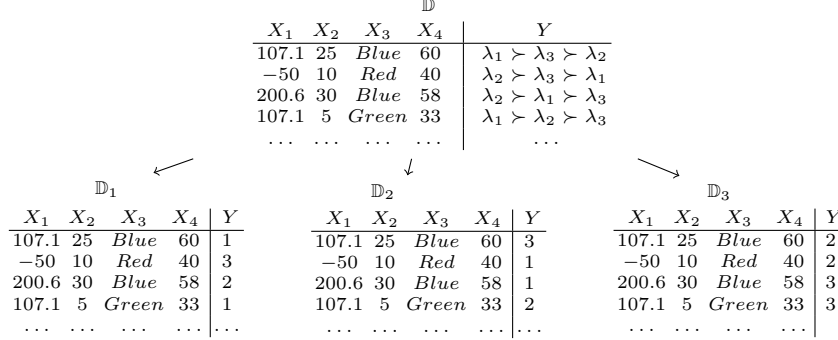 𝔻
X₁ X₂ X₃ X₄ Y
107.1 25 Blue 60 λ₁ ≻ λ₃ ≻ λ₂
−50 10 Red 40 λ₂ ≻ λ₃ ≻ λ₁
200.6 30 Blue 58 λ₂ ≻ λ₁ ≻ λ₃
107.1 5 Green 33 λ₁ ≻ λ₂ ≻ λ₃
... ... ... ... ...
𝔻₁
X₁ X₂ X₃ X₄ Y
107.1 25 Blue 60 1
−50 10 Red 40 3
200.6 30 Blue 58 2
107.1 5 Green 33 1
... ... ... ... ...
𝔻₂
X₁ X₂ X₃ X₄ Y
107.1 25 Blue 60 3
−50 10 Red 40 1
200.6 30 Blue 58 1
107.1 5 Green 33 2
... ... ... ... ...
𝔻₃
X₁ X₂ X₃ X₄ Y
107.1 25 Blue 60 2
−50 10 Red 40 2
200.6 30 Blue 58 3
107.1 5 Green 33 3
... ... ... ...